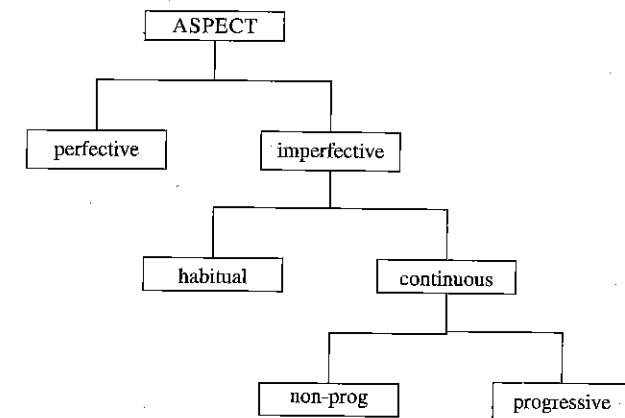 ASPECT
perfective
imperfective
habitual
continuous
non-prog
progressive